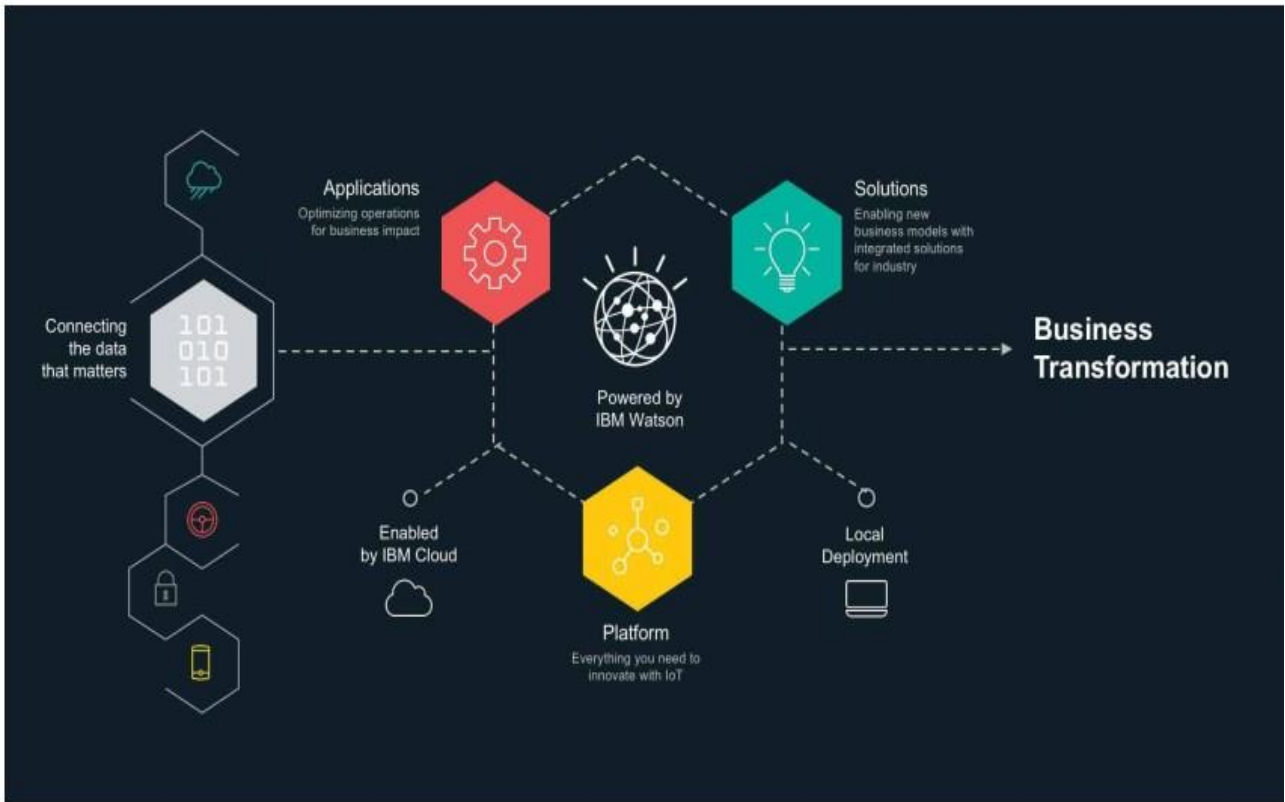 Connecting
the data
that matters
101
010
101
Applications
Optimizing operations
for business impact
Solutions
Enabling new
business models with
integrated solutions
for industry
Powered by
IBM Watson
Enabled
by IBM Cloud
Platform
Everything you need to
innovate with IoT
Local
Deployment
Business
Transformation